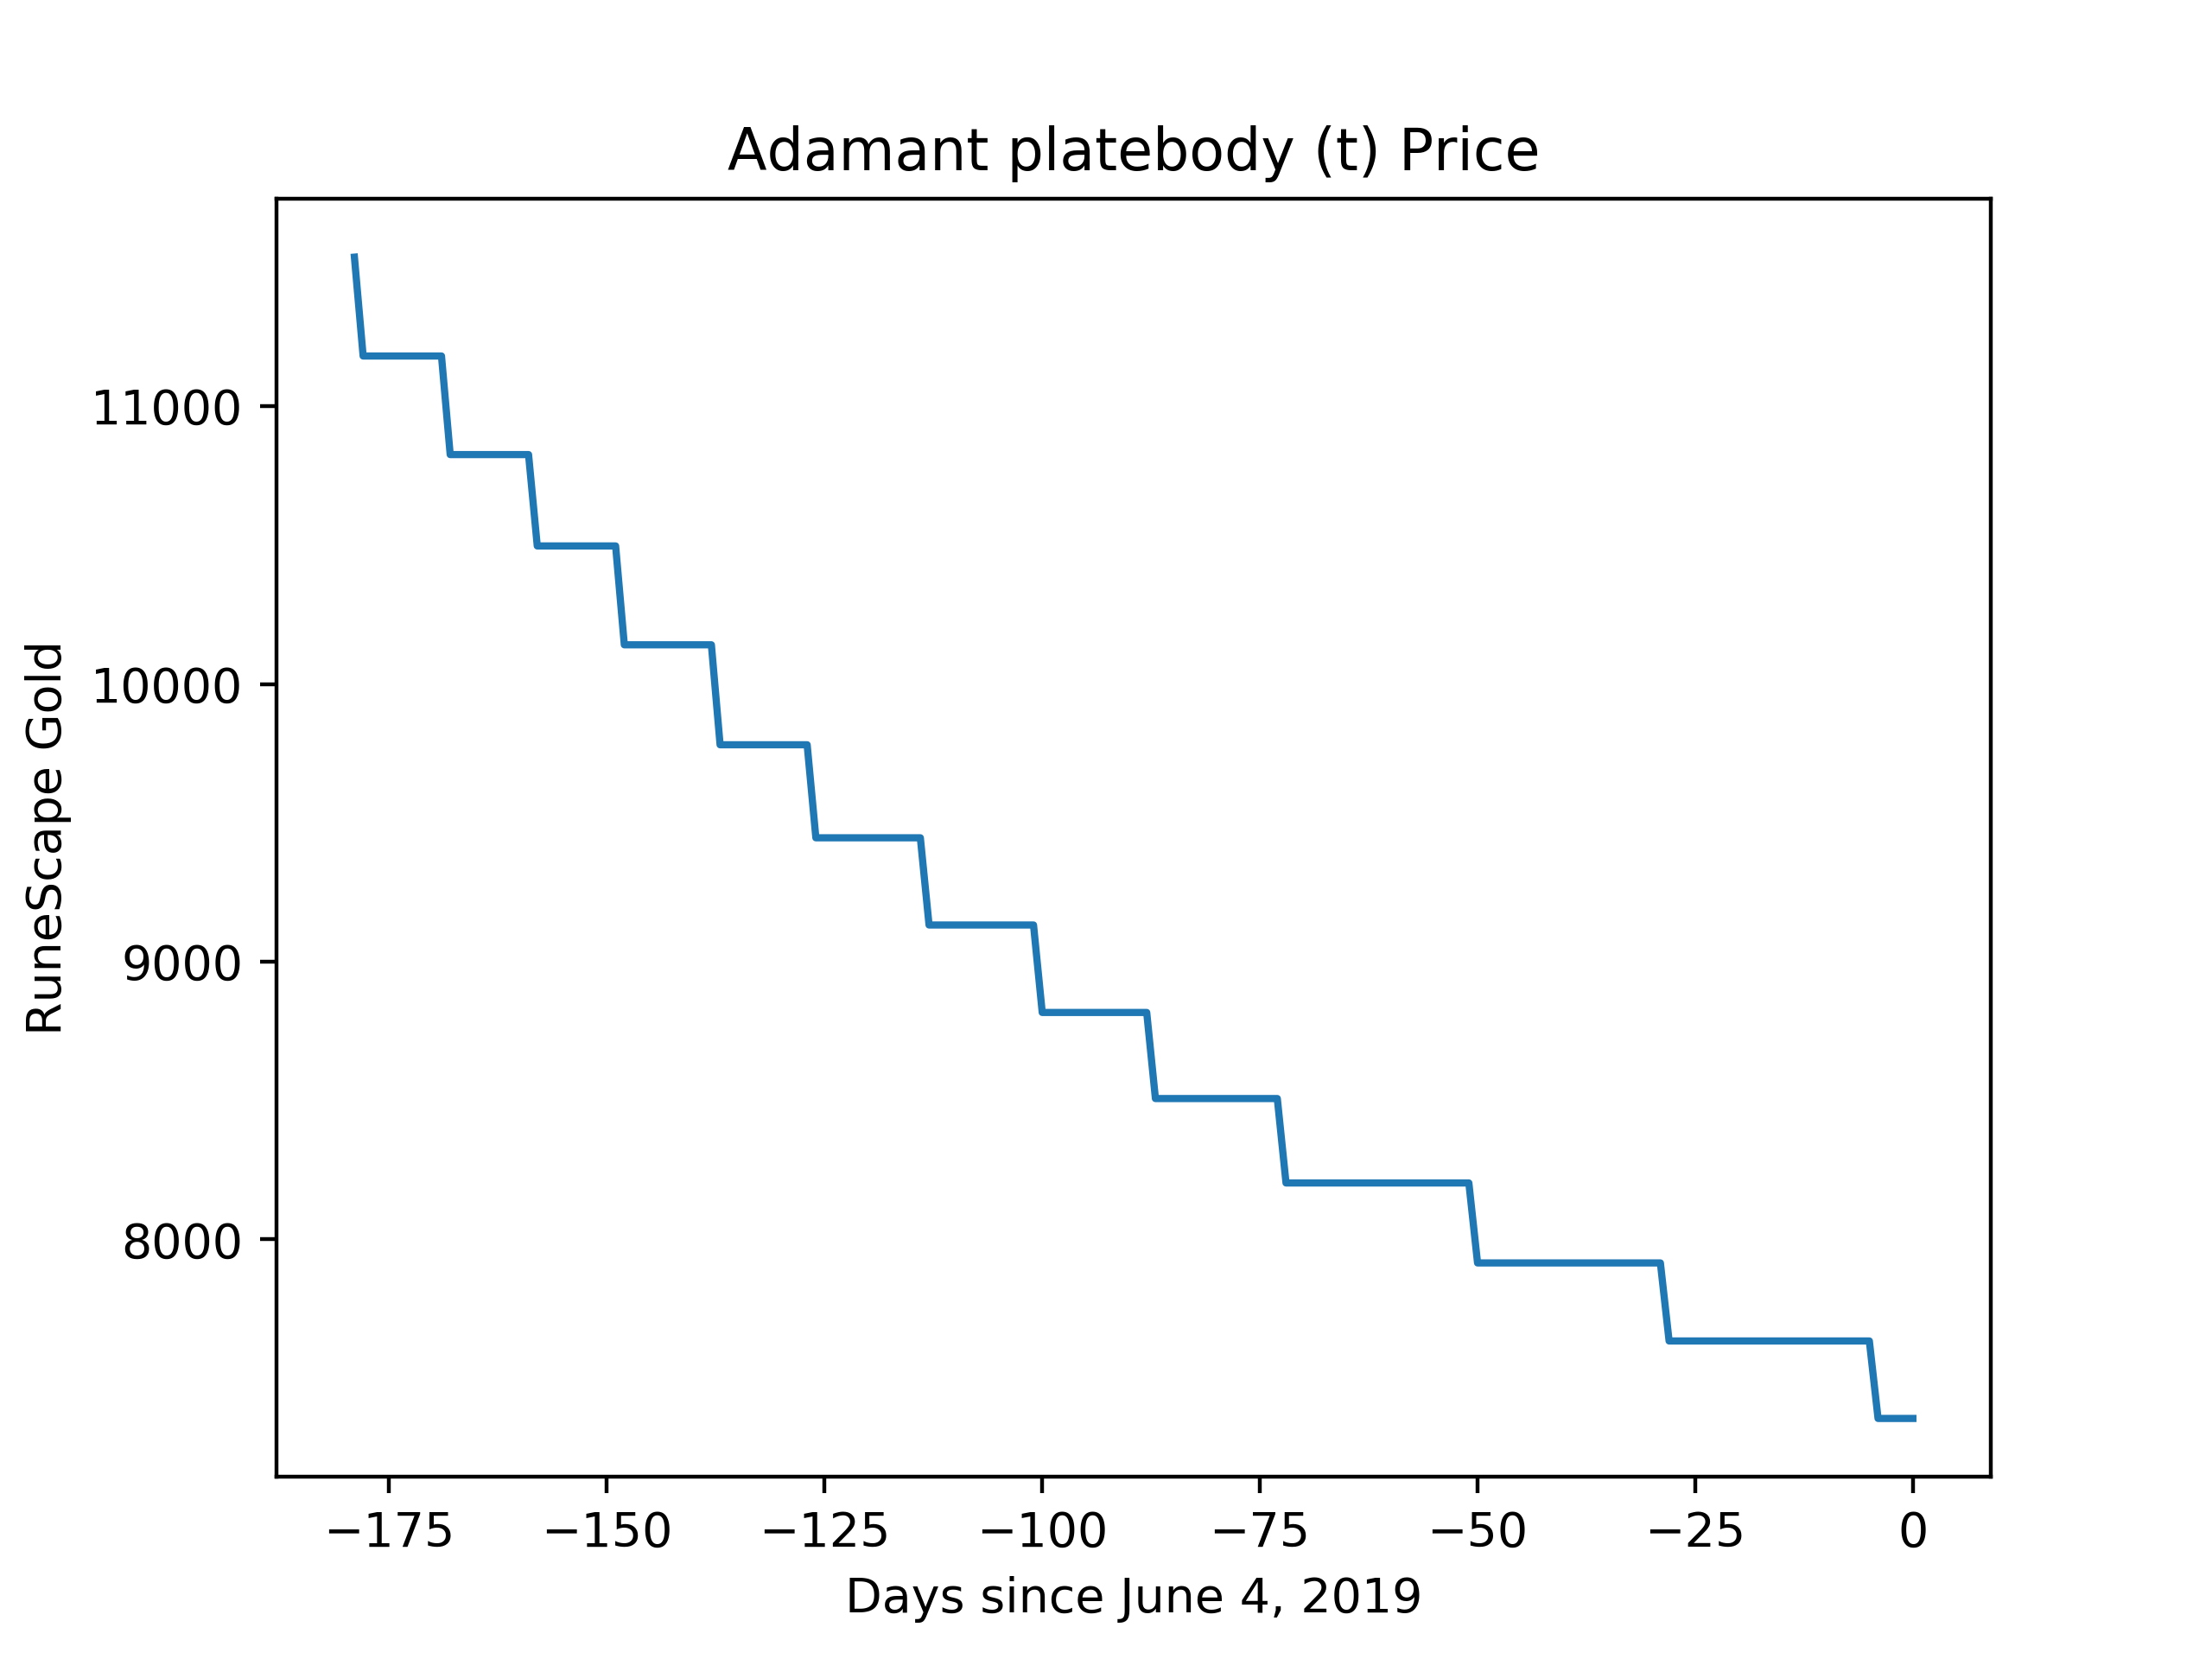 Adamant platebody (t) Price
RuneScape Gold
11000
10000
9000
8000
−175 −150 −125 −100 −75 −50 −25 0
Days since June 4, 2019